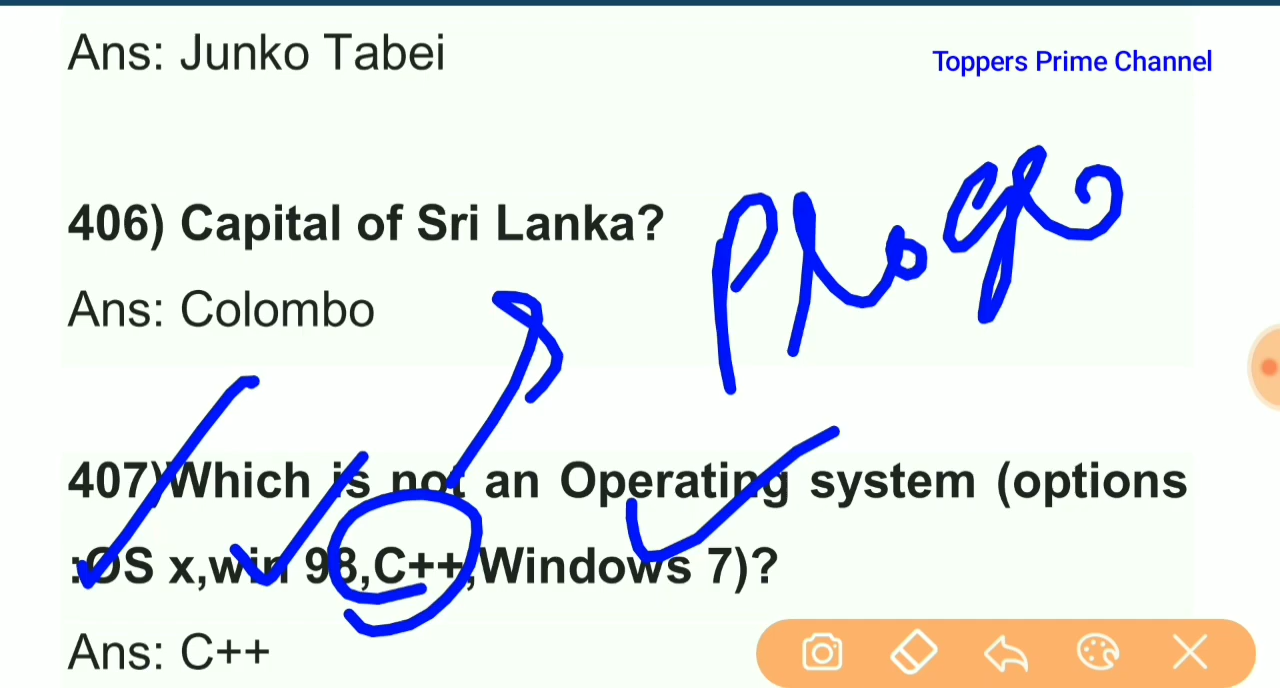 Ans: Junko Tabei
Toppers Prime Channel
406) Capital of Sri Lanka?
Ans: Colombo
407)Which is not an Operating system (options
:OS x,win 98,C++,Windows 7)?
Ans: C++